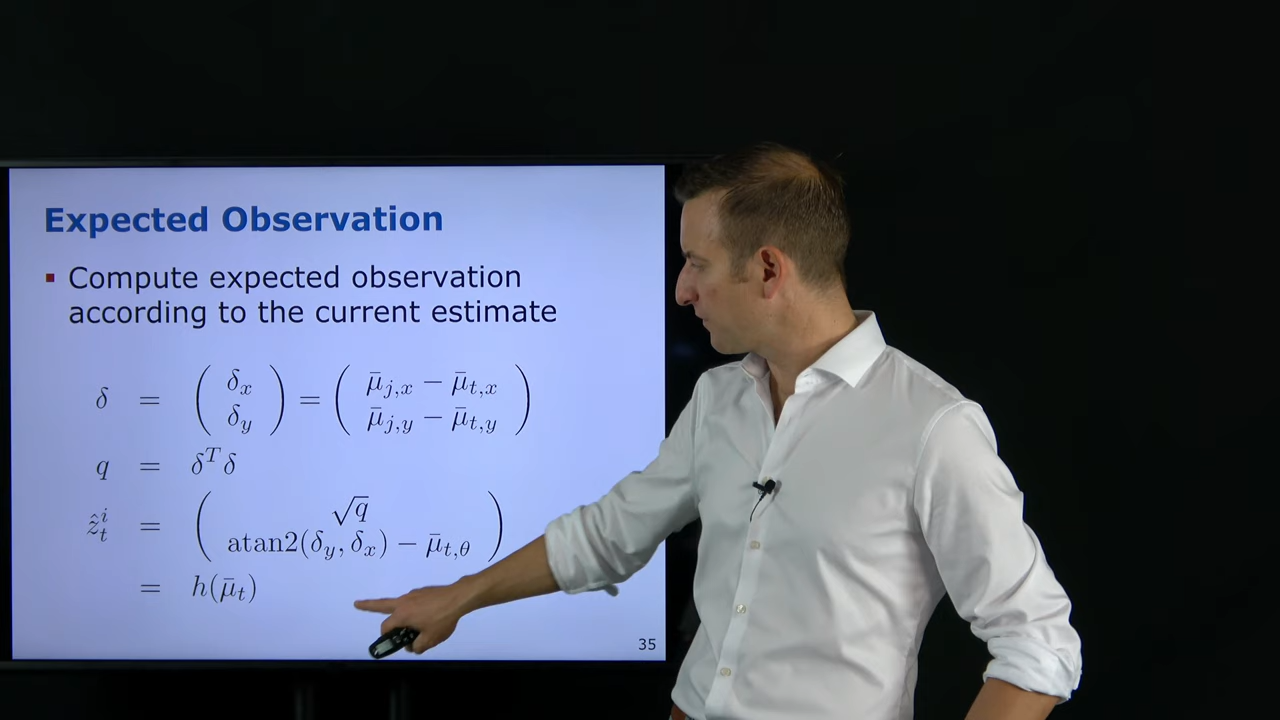 Expected Observation
▪ Compute expected observation
according to the current estimate
δ = ( δ_x δ_y ) = ( μ̄_{j,x} − μ̄_{t,x} μ̄_{j,y} − μ̄_{t,y} )
q = δ^T δ
ẑ_t^i = ( √q atan2(δ_y, δ_x) − μ̄_{t,θ} )
= h(μ̄_t)
35